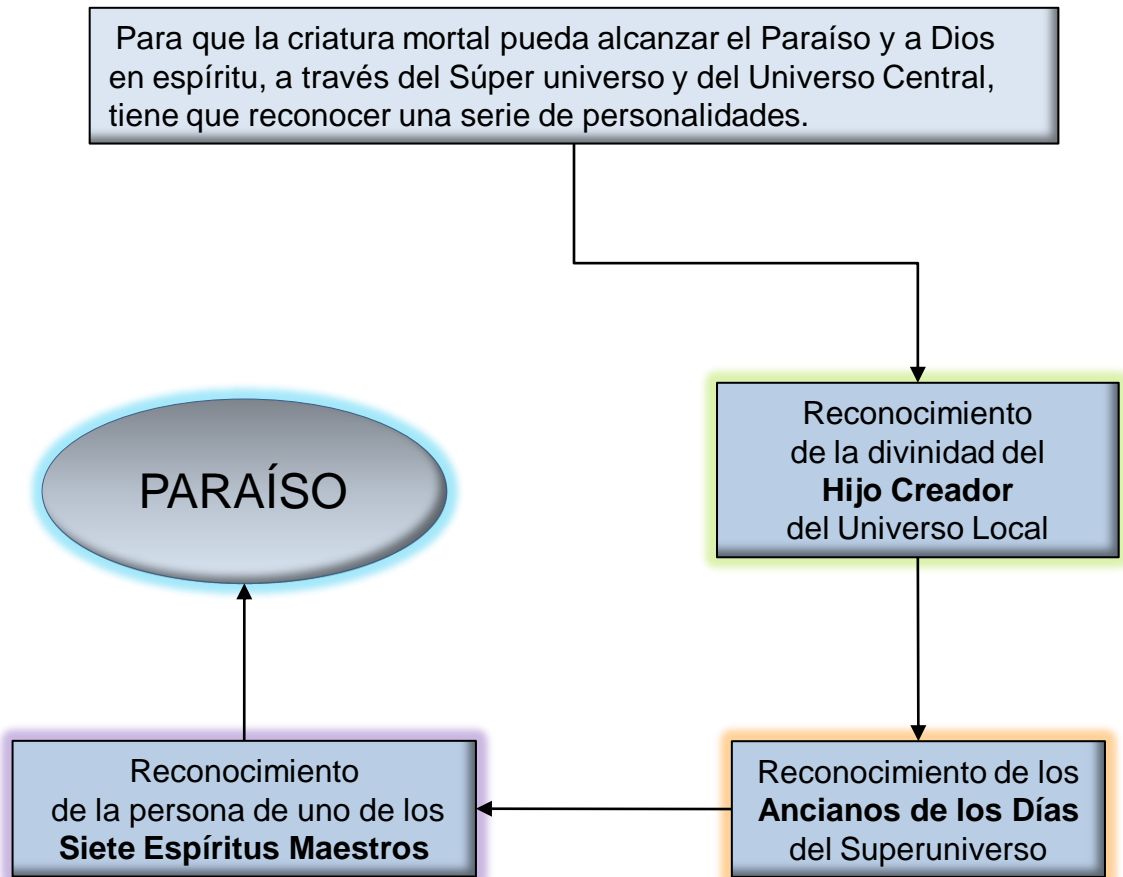 Para que la criatura mortal pueda alcanzar el Paraíso y a Dios
en espíritu, a través del Súper universo y del Universo Central,
tiene que reconocer una serie de personalidades.
Reconocimiento
de la divinidad del
Hijo Creador
del Universo Local
Reconocimiento de los
Ancianos de los Días
del Superuniverso
Reconocimiento
de la persona de uno de los
Siete Espíritus Maestros
PARAÍSO